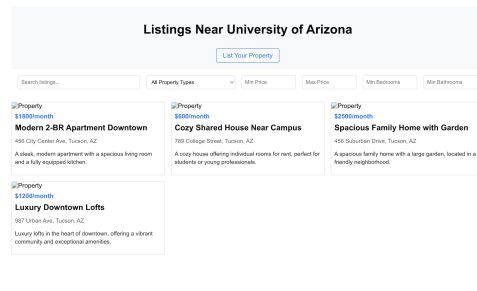 Listings Near University of Arizona
List Your Property
Search listings...
All Property Types
Min Price
Max Price
Min Bedrooms
Min Bathrooms
Property
$1800/month
Modern 2-BR Apartment Downtown
456 City Center Ave, Tucson, AZ
A sleek, modern apartment with a spacious living room
and a fully equipped kitchen.
Property
$600/month
Cozy Shared House Near Campus
789 College Street, Tucson, AZ
A cozy house offering individual rooms for rent, perfect for
students or young professionals.
Property
$2500/month
Spacious Family Home with Garden
456 Suburban Drive, Tucson, AZ
A spacious family home with a large garden, located in a
friendly neighborhood.
Property
$1200/month
Luxury Downtown Lofts
987 Urban Ave, Tucson, AZ
Luxury lofts in the heart of downtown, offering a vibrant
community and exceptional amenities.